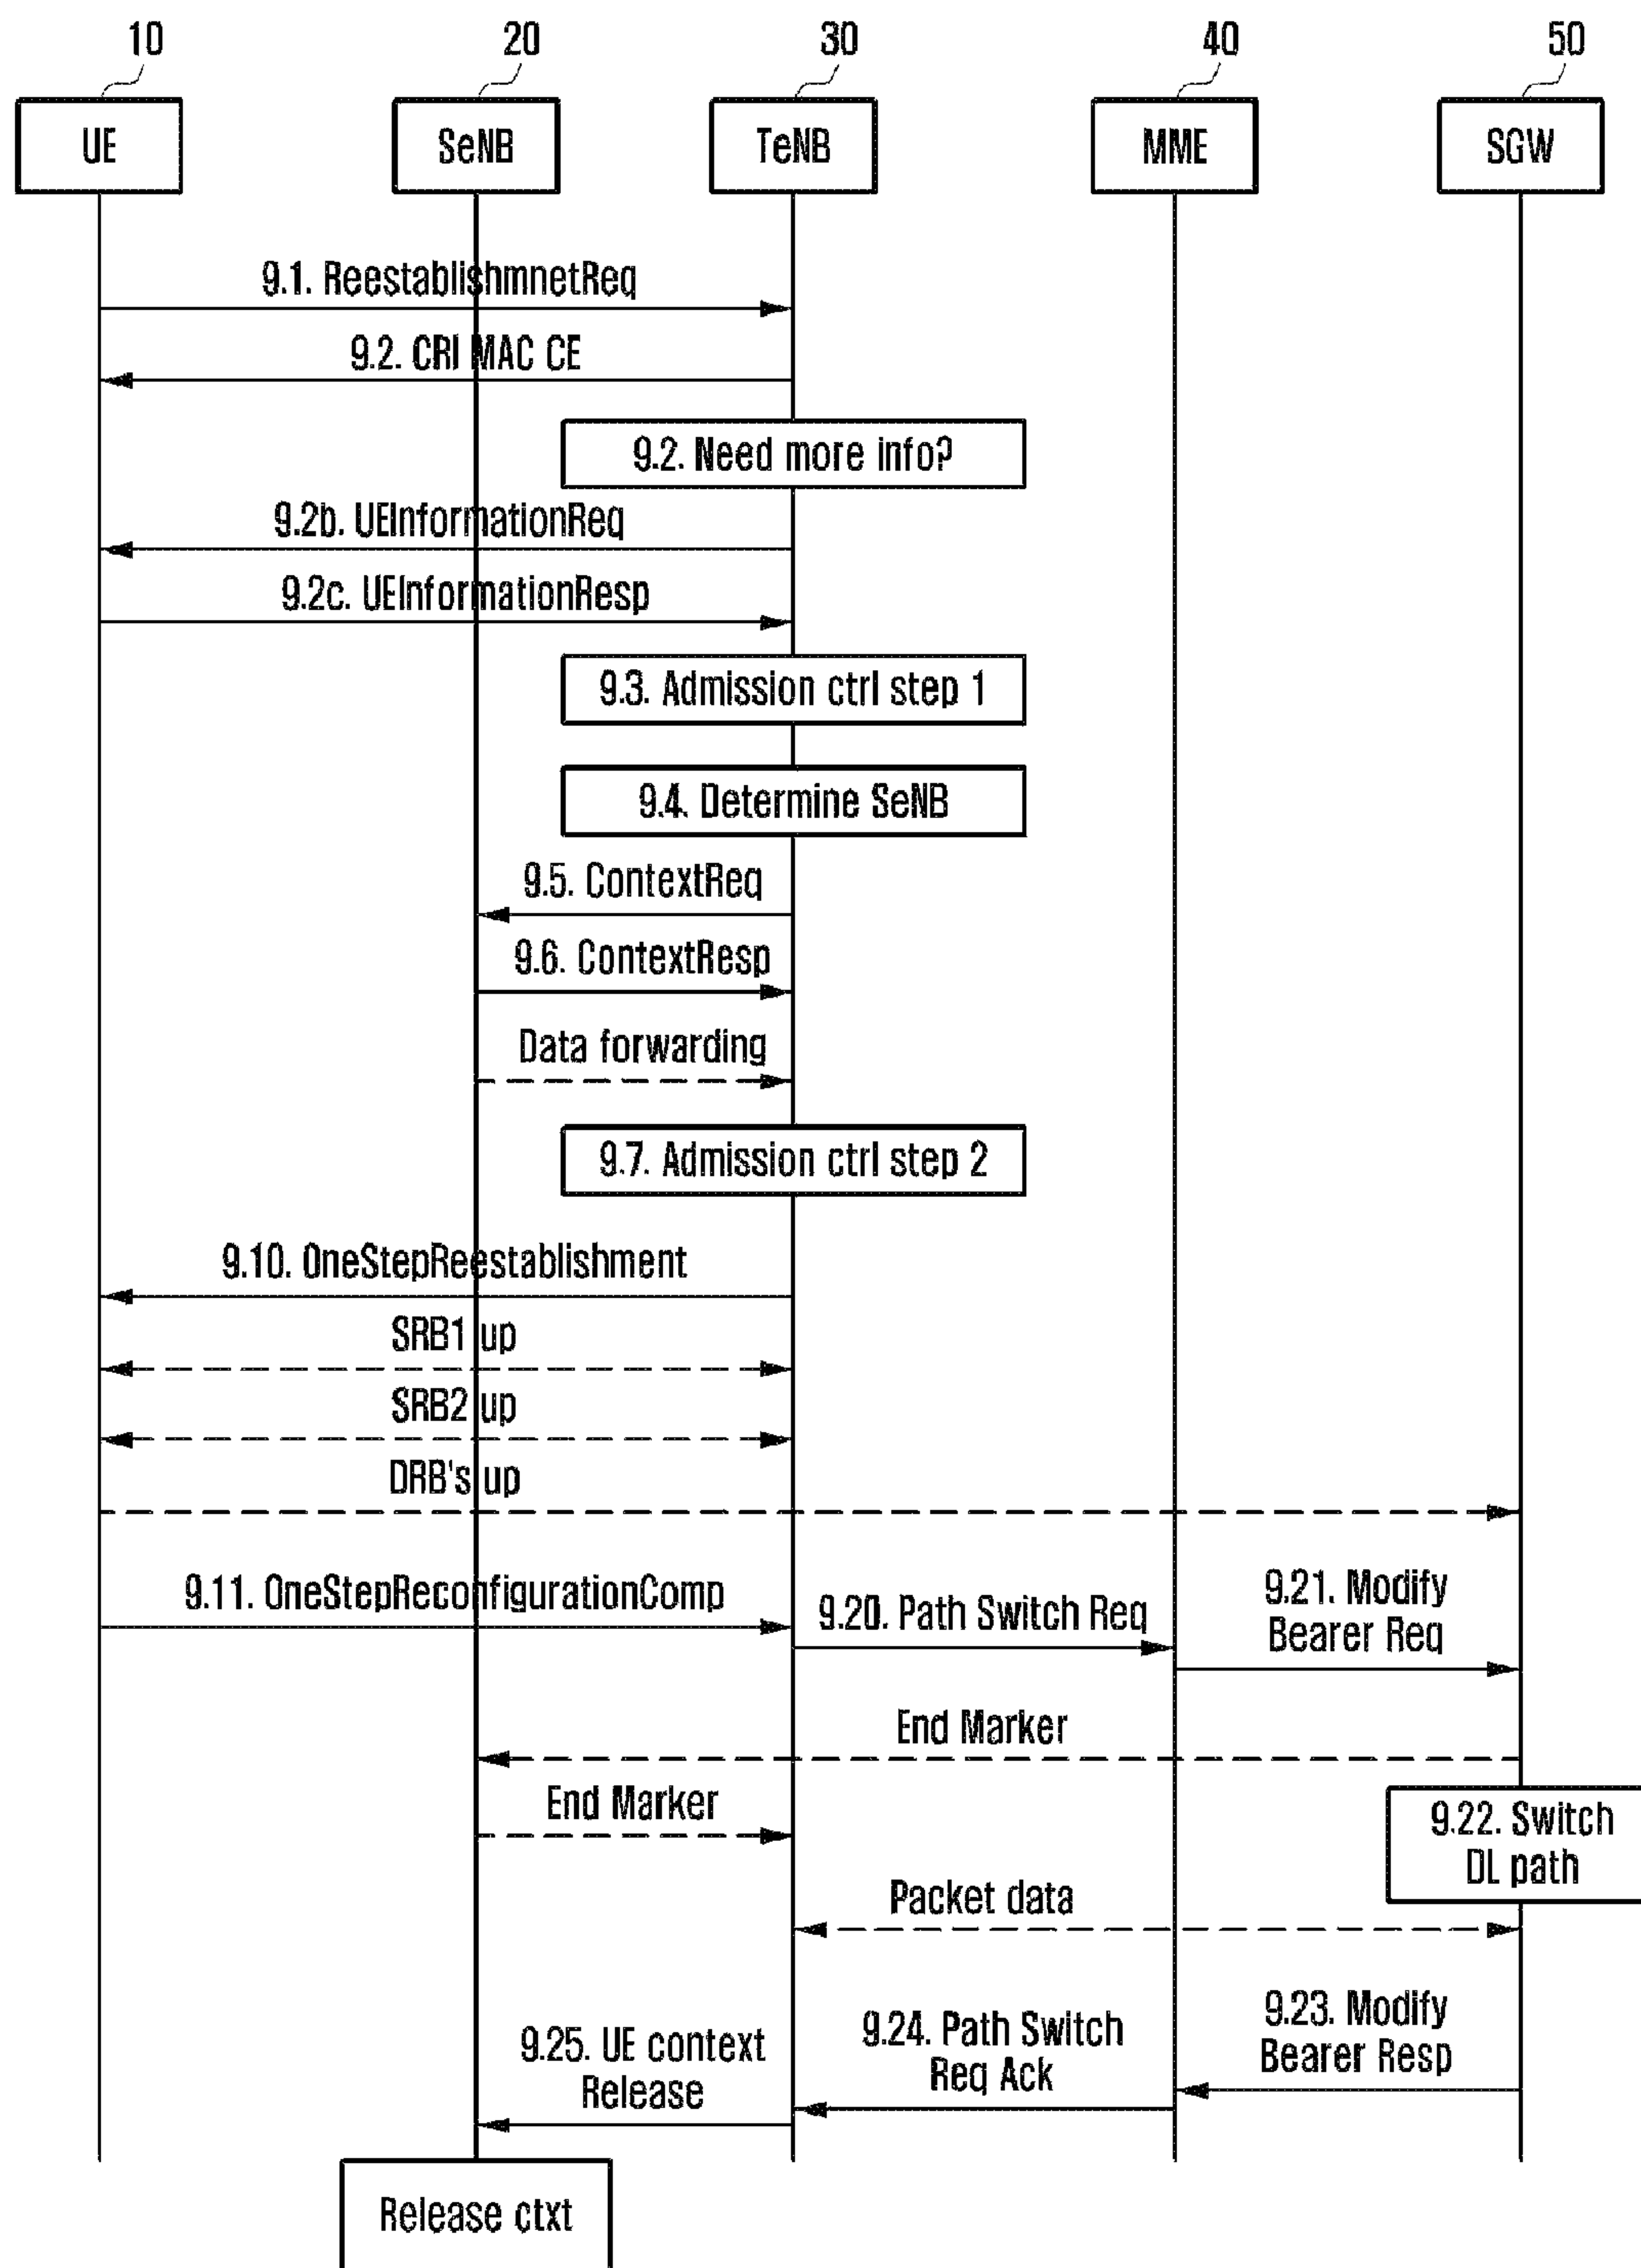 10
20
30
40
50
UE
SeNB
TeNB
MME
SGW
9.1. ReestablishmnetReq
9.2. CRI MAC CE
9.2. Need more info?
9.2b. UEInformationReq
9.2c. UEInformationResp
9.3. Admission ctrl step 1
9.4. Determine SeNB
9.5. ContextReq
9.6. ContextResp
Data forwarding
9.7. Admission ctrl step 2
9.10. OneStepReestablishment
SRB1 up
SRB2 up
DRB's up
9.11. OneStepReconfigurationComp
9.20. Path Switch Req
9.21. Modify
Bearer Req
End Marker
End Marker
9.22. Switch
DL path
Packet data
9.23. Modify
Bearer Resp
9.24. Path Switch
Req Ack
9.25. UE context
Release
Release ctxt